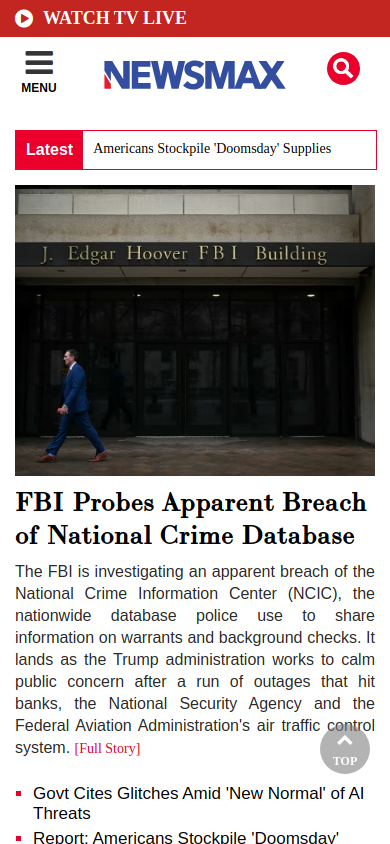 WATCH TV LIVE
MENU
NEWSMAX
Latest
Americans Stockpile 'Doomsday' Supplies
J. Edgar Hoover FBI Building
FBI Probes Apparent Breach
of National Crime Database
The FBI is investigating an apparent breach of the
National Crime Information Center (NCIC), the
nationwide database police use to share
information on warrants and background checks. It
lands as the Trump administration works to calm
public concern after a run of outages that hit
banks, the National Security Agency and the
Federal Aviation Administration's air traffic control
system. [Full Story]
TOP
Govt Cites Glitches Amid 'New Normal' of AI
Threats
Report: Americans Stockpile 'Doomsday'